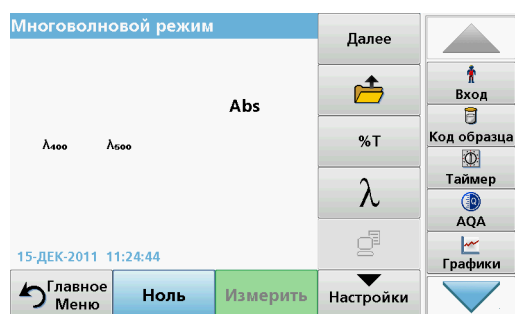 Многоволновой режим
Далее
Вход
Abs
Код образца
%T
λ₄₀₀ λ₅₀₀
Таймер
λ
AQA
15-ДЕК-2011 11:24:44
Графики
Главное
Меню
Ноль
Измерить
Настройки